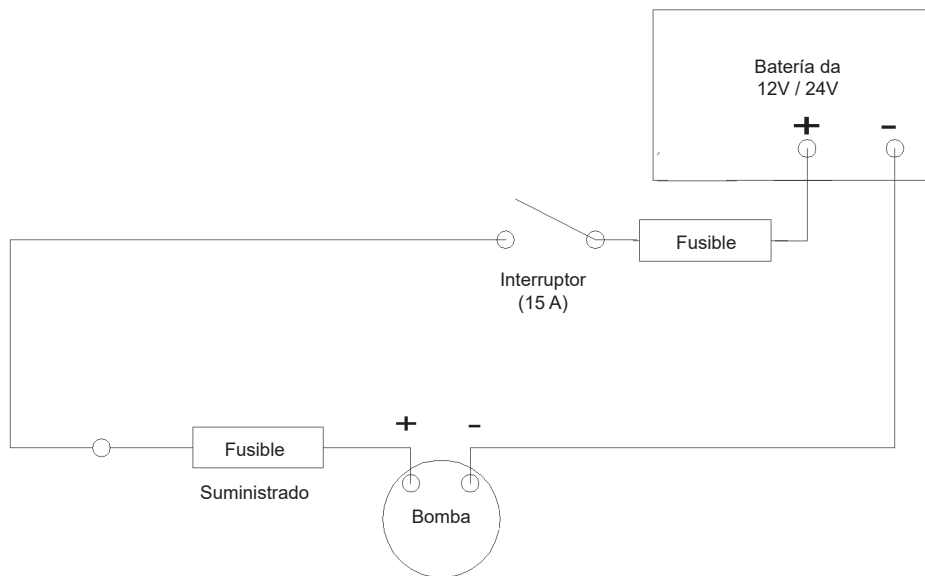 Batería da
12V / 24V
+ -
Fusible
Interruptor
(15 A)
+ -
Fusible
Suministrado
Bomba